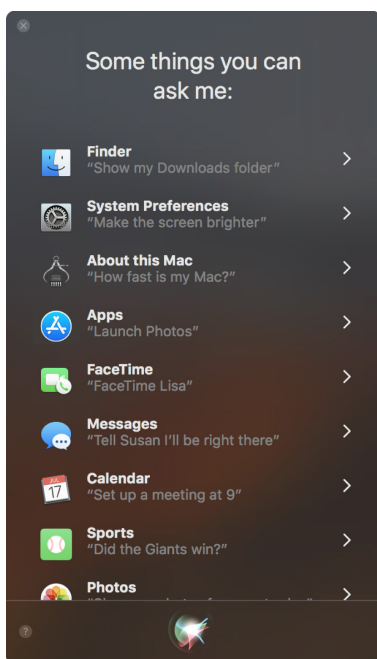 Some things you can
ask me:
Finder
“Show my Downloads folder”
System Preferences
“Make the screen brighter”
About this Mac
“How fast is my Mac?”
Apps
“Launch Photos”
FaceTime
“FaceTime Lisa”
Messages
“Tell Susan I’ll be right there”
JUL
17
Calendar
“Set up a meeting at 9”
Sports
“Did the Giants win?”
Photos
?